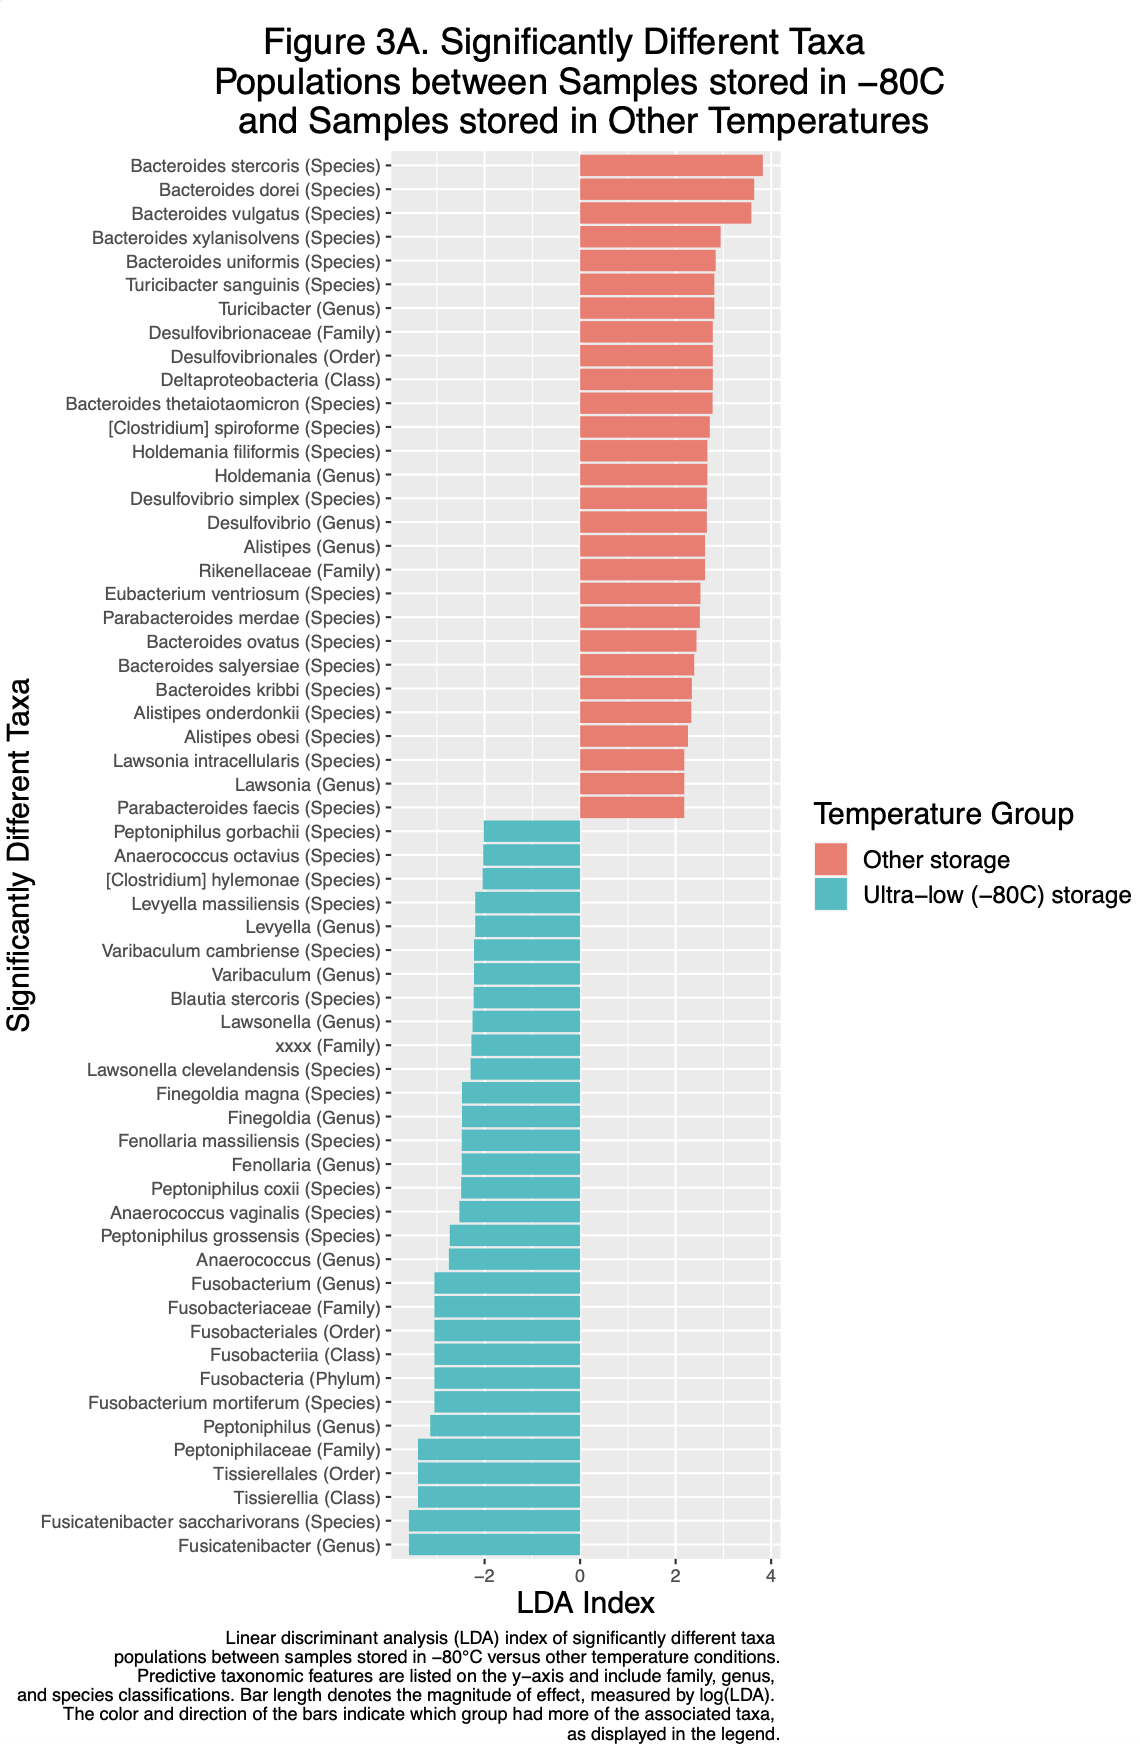 Figure 3A. Significantly Different Taxa
Populations between Samples stored in −80C
and Samples stored in Other Temperatures
Significantly Different Taxa
Bacteroides stercoris (Species)
Bacteroides dorei (Species)
Bacteroides vulgatus (Species)
Bacteroides xylanisolvens (Species)
Bacteroides uniformis (Species)
Turicibacter sanguinis (Species)
Turicibacter (Genus)
Desulfovibrionaceae (Family)
Desulfovibrionales (Order)
Deltaproteobacteria (Class)
Bacteroides thetaiotaomicron (Species)
[Clostridium] spiroforme (Species)
Holdemania filiformis (Species)
Holdemania (Genus)
Desulfovibrio simplex (Species)
Desulfovibrio (Genus)
Alistipes (Genus)
Rikenellaceae (Family)
Eubacterium ventriosum (Species)
Parabacteroides merdae (Species)
Bacteroides ovatus (Species)
Bacteroides salyersiae (Species)
Bacteroides kribbi (Species)
Alistipes onderdonkii (Species)
Alistipes obesi (Species)
Lawsonia intracellularis (Species)
Lawsonia (Genus)
Parabacteroides faecis (Species)
Peptoniphilus gorbachii (Species)
Anaerococcus octavius (Species)
[Clostridium] hylemonae (Species)
Levyella massiliensis (Species)
Levyella (Genus)
Varibaculum cambriense (Species)
Varibaculum (Genus)
Blautia stercoris (Species)
Lawsonella (Genus)
xxxx (Family)
Lawsonella clevelandensis (Species)
Finegoldia magna (Species)
Finegoldia (Genus)
Fenollaria massiliensis (Species)
Fenollaria (Genus)
Peptoniphilus coxii (Species)
Anaerococcus vaginalis (Species)
Peptoniphilus grossensis (Species)
Anaerococcus (Genus)
Fusobacterium (Genus)
Fusobacteriaceae (Family)
Fusobacteriales (Order)
Fusobacteriia (Class)
Fusobacteria (Phylum)
Fusobacterium mortiferum (Species)
Peptoniphilus (Genus)
Peptoniphilaceae (Family)
Tissierellales (Order)
Tissierellia (Class)
Fusicatenibacter saccharivorans (Species)
Fusicatenibacter (Genus)
−2 0 2 4
LDA Index
Temperature Group
Other storage
Ultra−low (−80C) storage
Linear discriminant analysis (LDA) index of significantly different taxa
populations between samples stored in −80°C versus other temperature conditions.
Predictive taxonomic features are listed on the y−axis and include family, genus,
and species classifications. Bar length denotes the magnitude of effect, measured by log(LDA).
The color and direction of the bars indicate which group had more of the associated taxa,
as displayed in the legend.